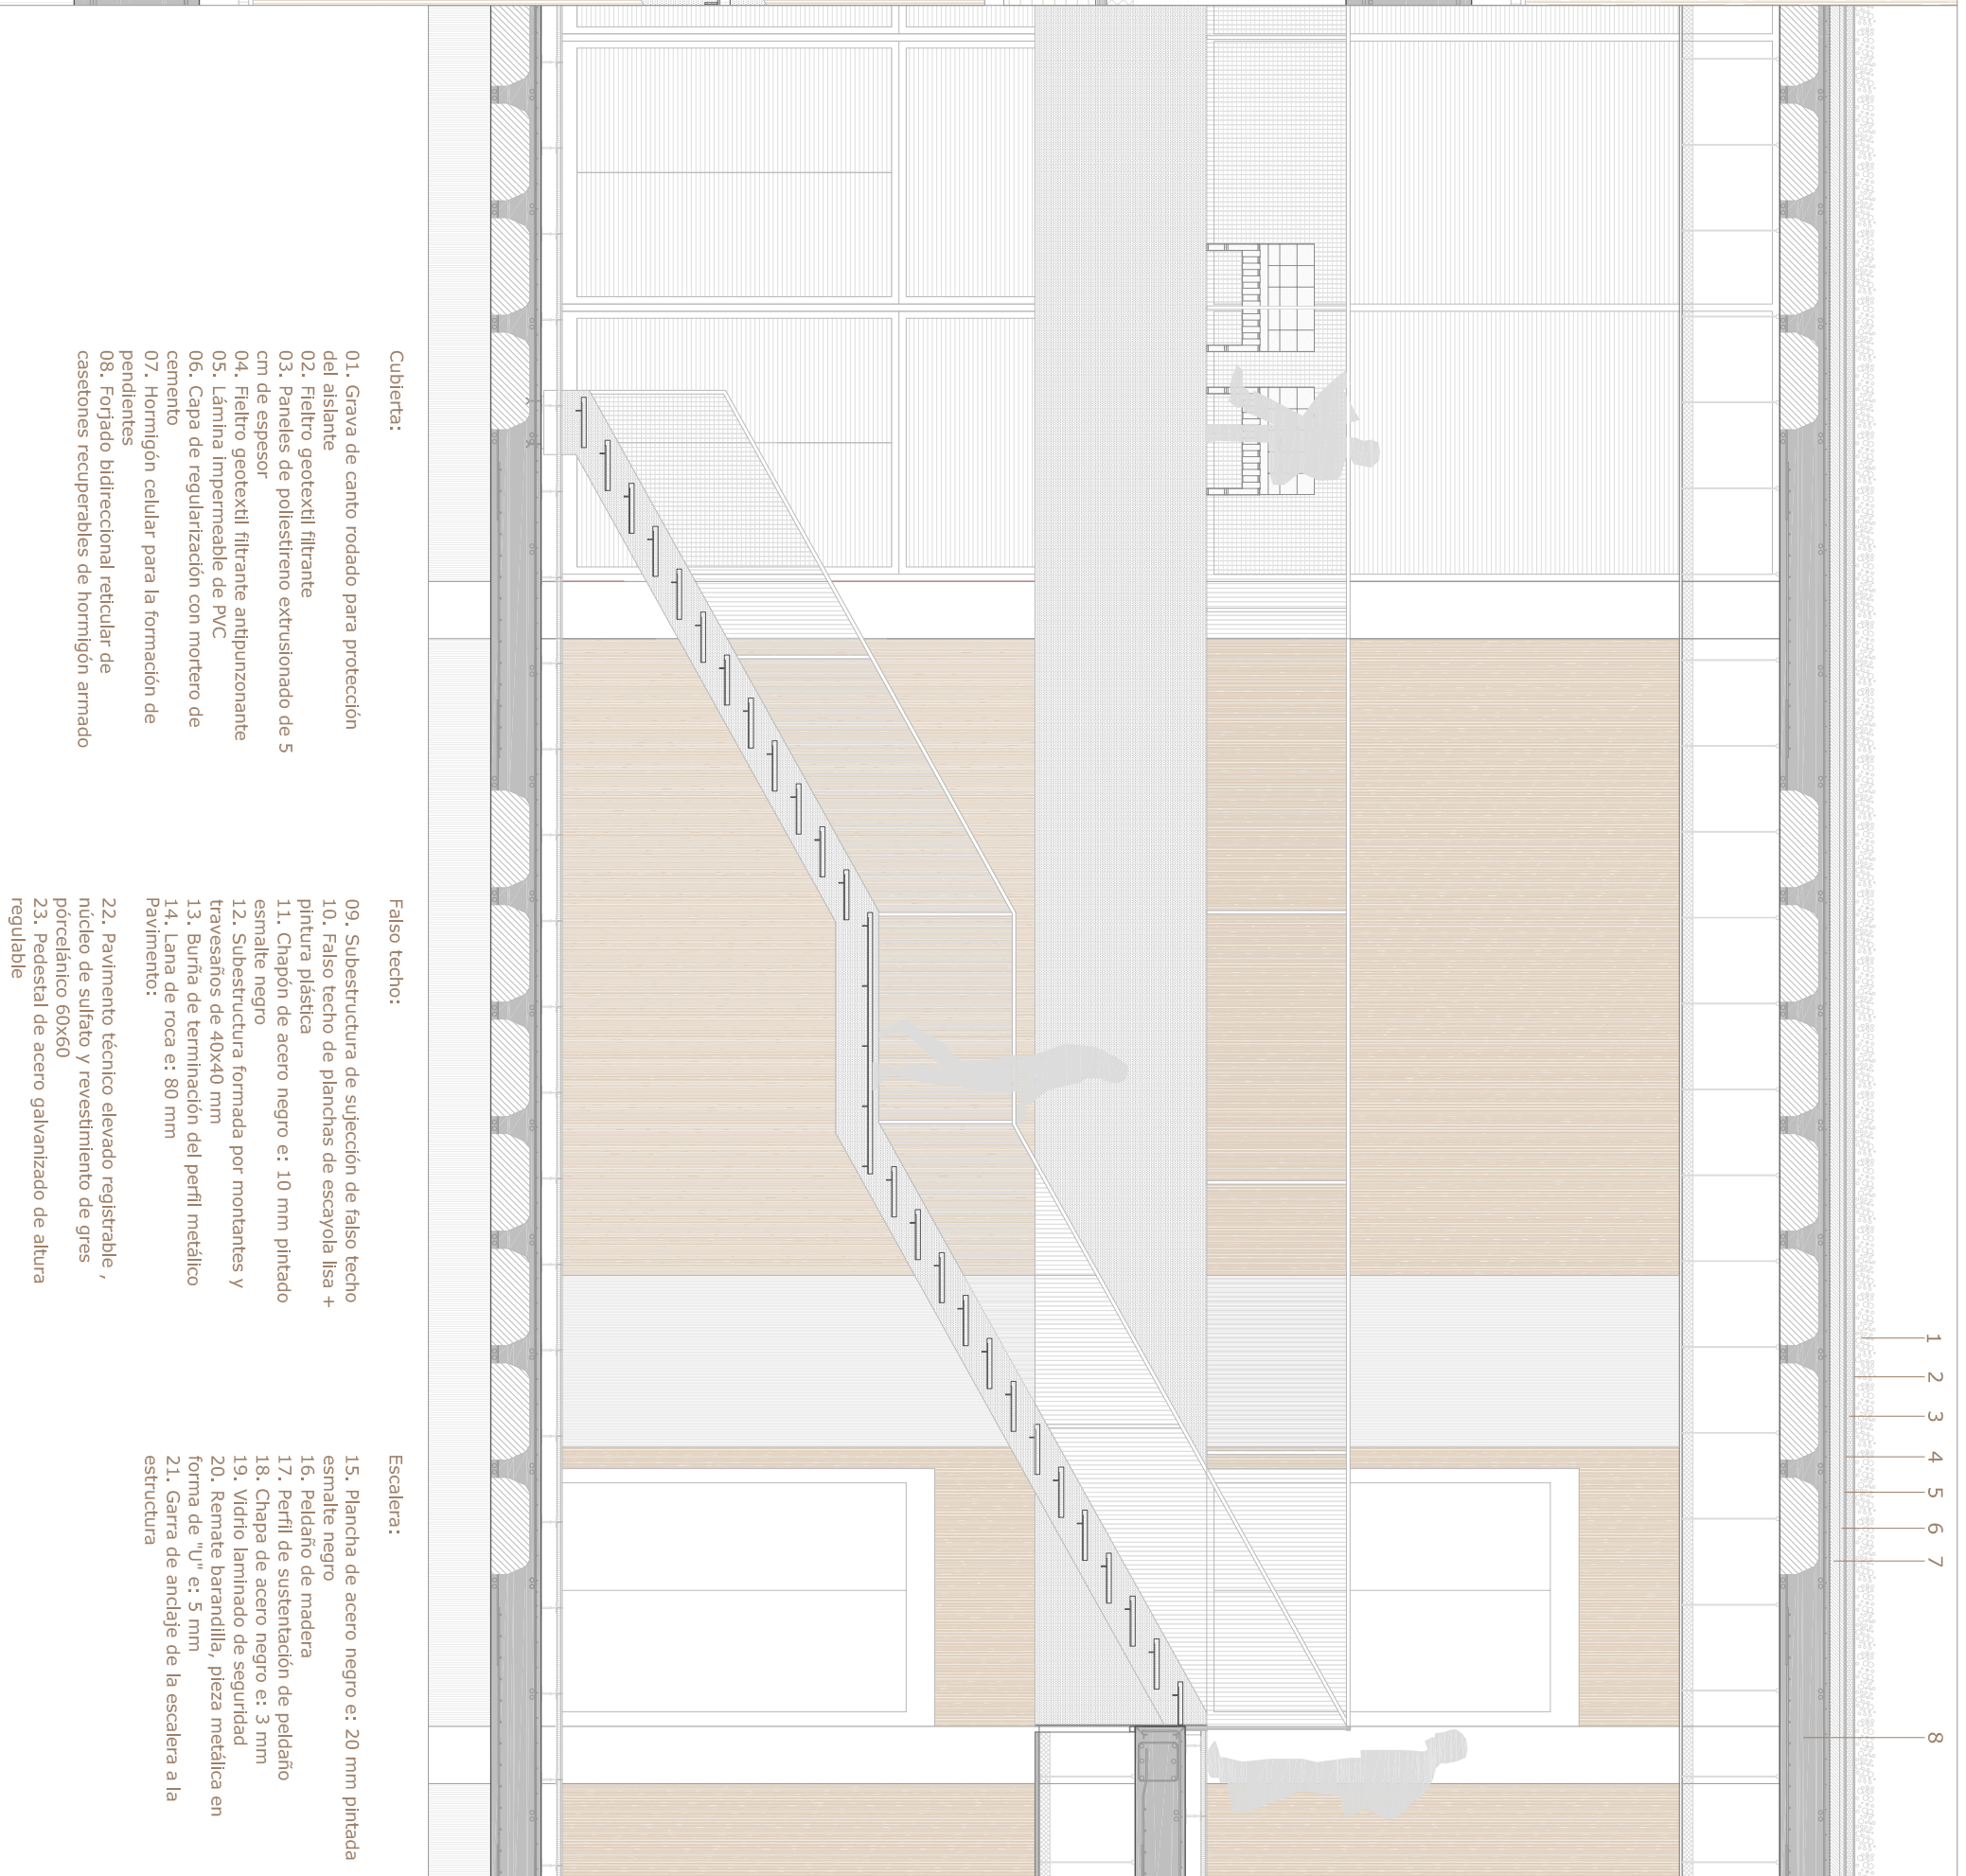 1
2
3
4
5
6
7
8
Cubierta:
01. Grava de canto rodado para protección
del aislante
02. Fieltro geotextil filtrante
03. Paneles de poliestireno extrusionado de 5
cm de espesor
04. Fieltro geotextil filtrante antipunzonante
05. Lámina impermeable de PVC
06. Capa de regularización con mortero de
cemento
07. Hormigón celular para la formación de
pendientes
08. Forjado bidireccional reticular de
casetones recuperables de hormigón armado
Falso techo:
09. Subestructura de sujección de falso techo
10. Falso techo de planchas de escayola lisa +
pintura plástica
11. Chapón de acero negro e: 10 mm pintado
esmalte negro
12. Subestructura formada por montantes y
travesaños de 40x40 mm
13. Burña de terminación del perfil metálico
14. Lana de roca e: 80 mm
Pavimento:
22. Pavimento técnico elevado registrable ,
núcleo de sulfato y revestimiento de gres
pórcelánico 60x60
23. Pedestal de acero galvanizado de altura
regulable
Escalera:
15. Plancha de acero negro e: 20 mm pintada
esmalte negro
16. Peldaño de madera
17. Perfil de sustentación de peldaño
18. Chapa de acero negro e: 3 mm
19. Vidrio laminado de seguridad
20. Remate barandilla, pieza metálica en
forma de "U" e: 5 mm
21. Garra de anclaje de la escalera a la
estructura